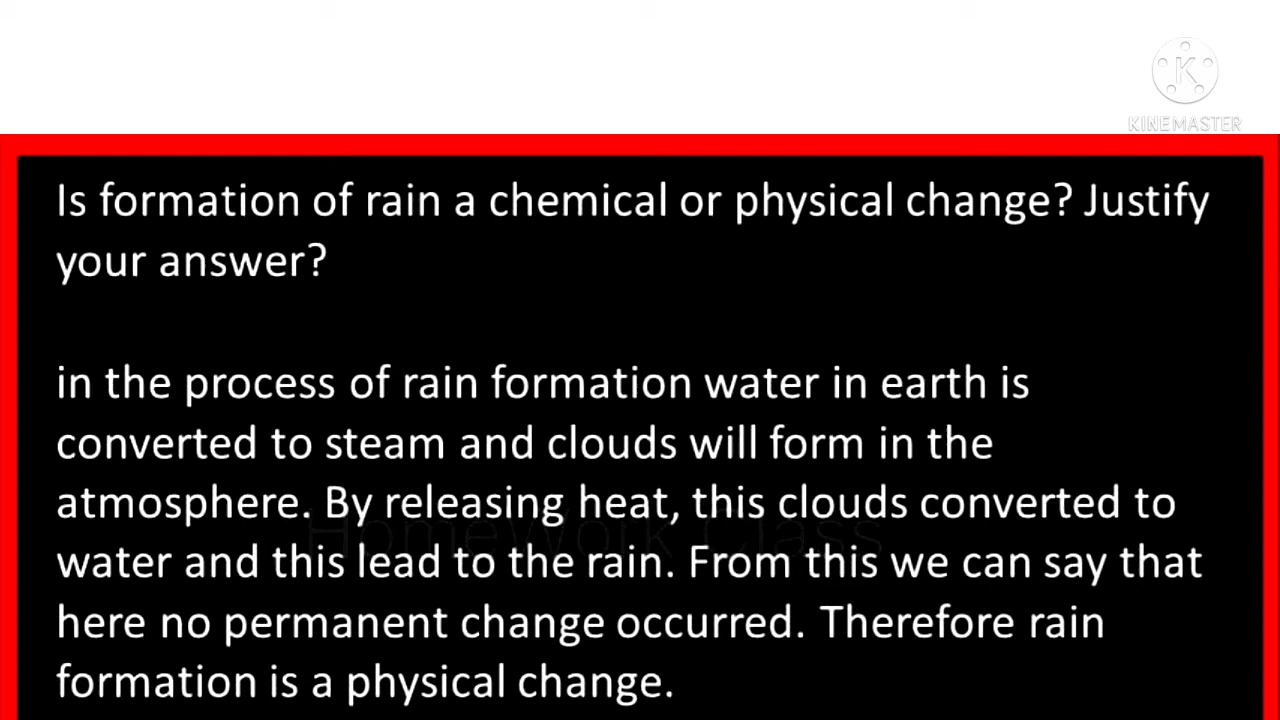 K
KINEMASTER
Is formation of rain a chemical or physical change? Justify
your answer?
in the process of rain formation water in earth is
converted to steam and clouds will form in the
atmosphere. By releasing heat, this clouds converted to
HomeWork Class
water and this lead to the rain. From this we can say that
here no permanent change occurred. Therefore rain
formation is a physical change.